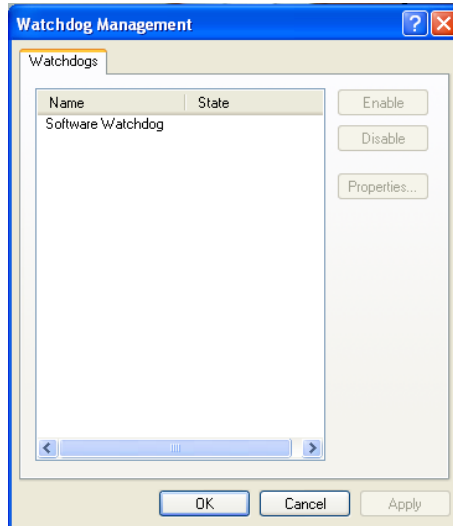 Watchdog Management
Watchdogs
Name State
Enable
Software Watchdog
Disable
Properties...
OK Cancel Apply